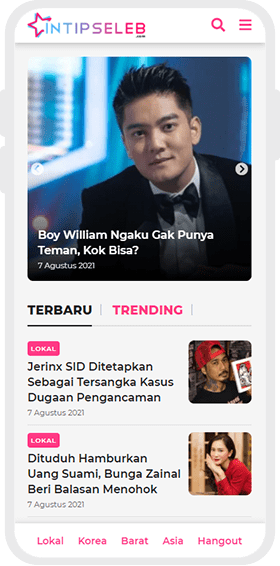 INTIPSELEB
Boy William Ngaku Gak Punya
Teman, Kok Bisa?
7 Agustus 2021
TERBARU
TRENDING
LOKAL
Jerinx SID Ditetapkan
Sebagai Tersangka Kasus
Dugaan Pengancaman
7 Agustus 2021
LOKAL
Dituduh Hamburkan
Uang Suami, Bunga Zainal
Beri Balasan Menohok
7 Agustus 2021
Lokal Korea Barat Asia Hangout